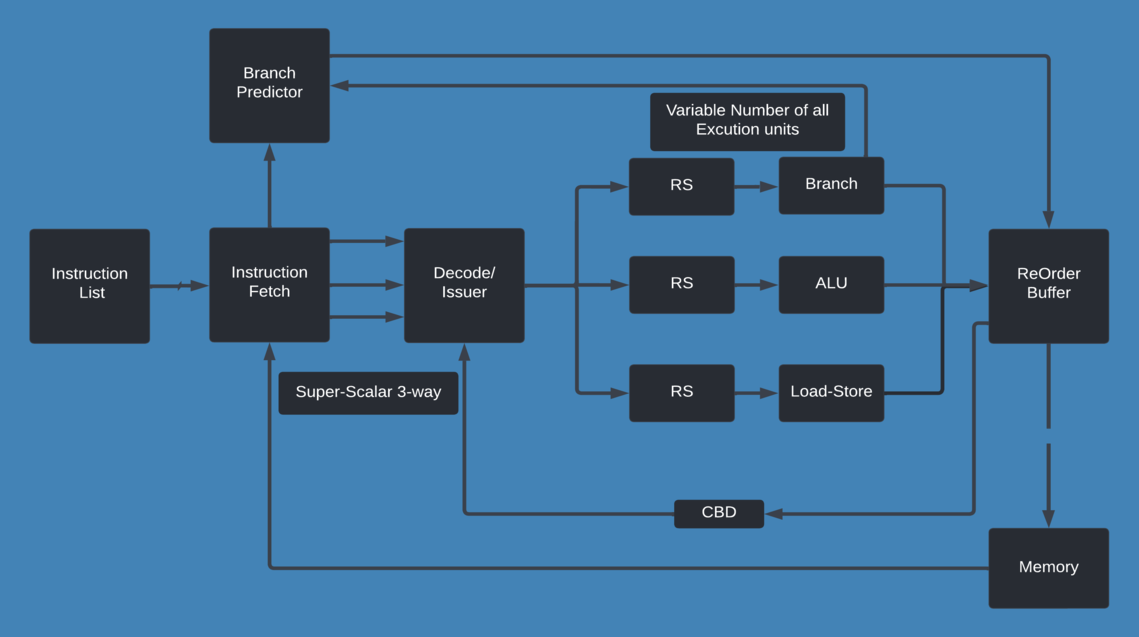 Branch
Predictor
Variable Number of all
Excution units
RS
Branch
Instruction
List
Instruction
Fetch
Decode/
Issuer
RS
ALU
ReOrder
Buffer
Super-Scalar 3-way
RS
Load-Store
CBD
Memory